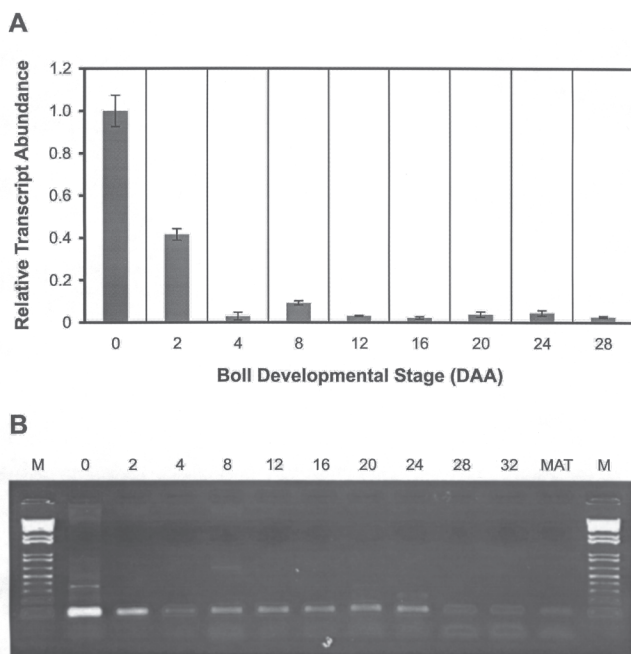 A
Relative Transcript Abundance
1.2
1.0
0.8
0.6
0.4
0.2
0
0 2 4 8 12 16 20 24 28
Boll Developmental Stage (DAA)
B
M 0 2 4 8 12 16 20 24 28 32 MAT M